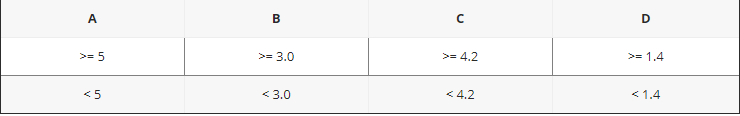 A B C D
>= 5 >= 3.0 >= 4.2 >= 1.4
< 5 < 3.0 < 4.2 < 1.4